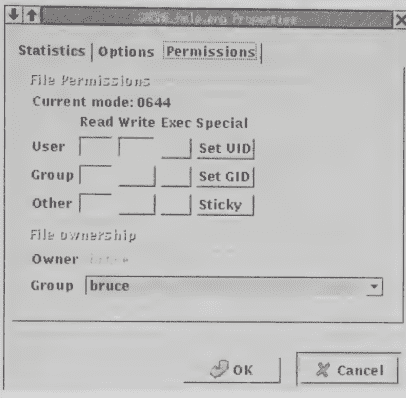 Properties
Statistics Options Permissions
File Permissions
Current mode: 0644
Read Write Exec Special
User Set UID
Group Set GID
Other Sticky
File ownership
Owner
Group bruce
OK Cancel